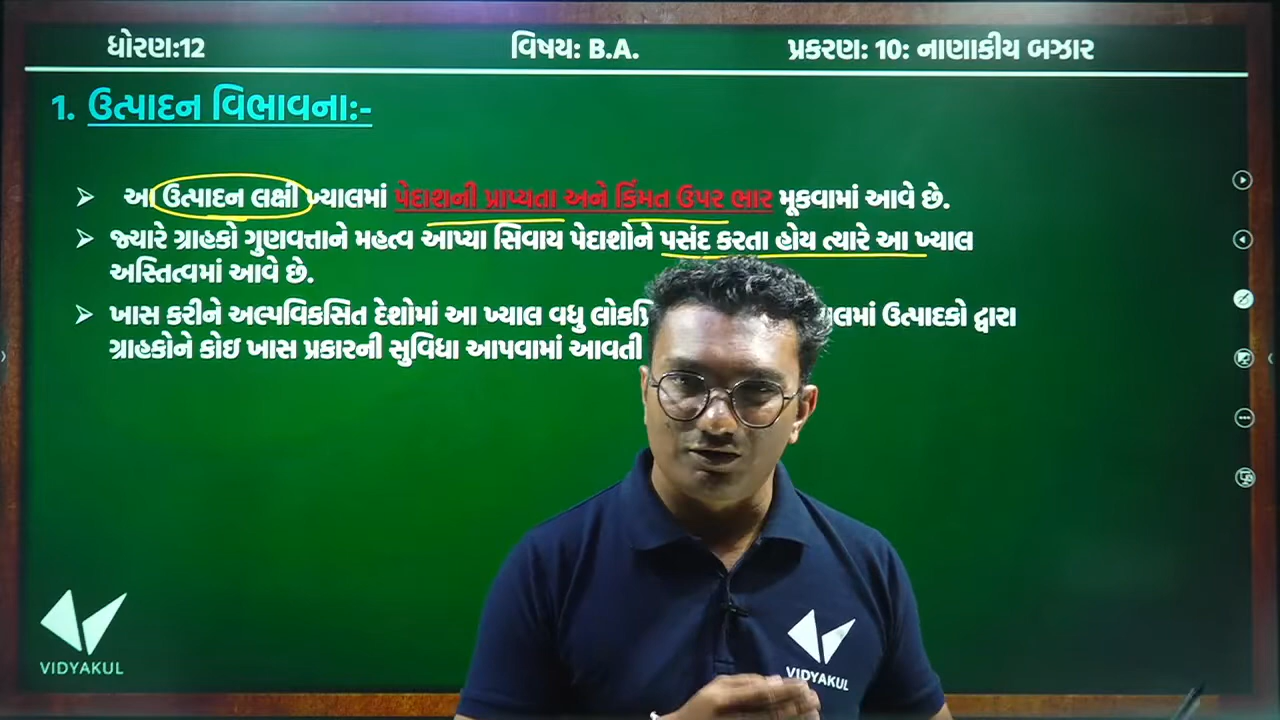 ધોરણ:12 વિષય: B.A. પ્રકરણ: 10: નાણાકીય બઝાર
1. ઉત્પાદન વિભાવના:-
➤ આ ઉત્પાદન લક્ષી ખ્યાલમાં પેદાશની પ્રાપ્યતા અને કિંમત ઉપર ભાર મૂકવામાં આવે છે.
➤ જ્યારે ગ્રાહકો ગુણવત્તાને મહત્વ આપ્યા સિવાય પેદાશોને પસંદ કરતા હોય ત્યારે આ ખ્યાલ
અસ્તિત્વમાં આવે છે.
➤ ખાસ કરીને અલ્પવિકસિત દેશોમાં આ ખ્યાલ વધુ ઉત્પાદકો દ્વારા
ગ્રાહકોને કોઇ ખાસ પ્રકારની સુવિધા આપવામાં આવતી
VIDYAKUL
VIDYAKUL